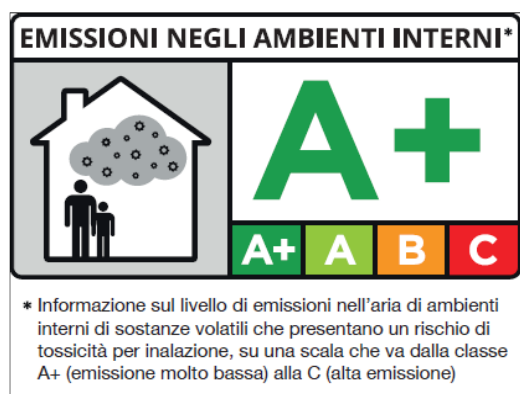 EMISSIONI NEGLI AMBIENTI INTERNI*
A+
A+ A B C
* Informazione sul livello di emissioni nell'aria di ambienti
interni di sostanze volatili che presentano un rischio di
tossicità per inalazione, su una scala che va dalla classe
A+ (emissione molto bassa) alla C (alta emissione)